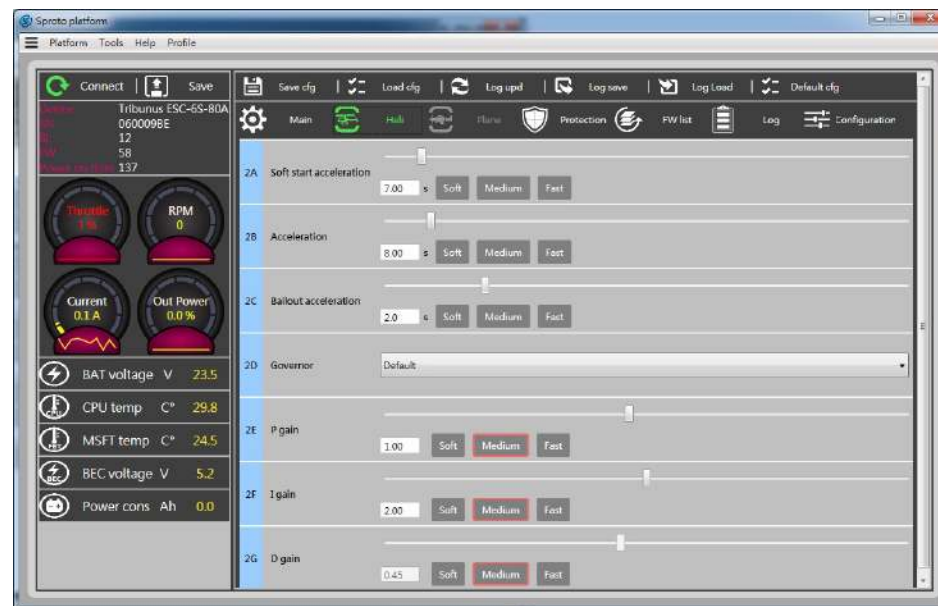 Sproto platform
Platform Tools Help Profile
Connect Save Save cfg Load cfg Log upd Log save Log Load Default cfg
Tribunus ESC-6S-80A
060009BE
12
58
137
Main Heli Plane Protection FW list Log Configuration
Throttle
1 %
RPM
0
Current
0.1 A
Out Power
0.0 %
BAT voltage V 23.5
CPU temp C° 29.8
MSFT temp C° 24.5
BEC voltage V 5.2
Power cons Ah 0.0
2A Soft start acceleration
7.00 s Soft Medium Fast
2B Acceleration
8.00 s Soft Medium Fast
2C Bailout acceleration
2.0 s Soft Medium Fast
2D Governor Default
2E P gain
1.00 Soft Medium Fast
2F I gain
2.00 Soft Medium Fast
2G D gain
0.45 Soft Medium Fast